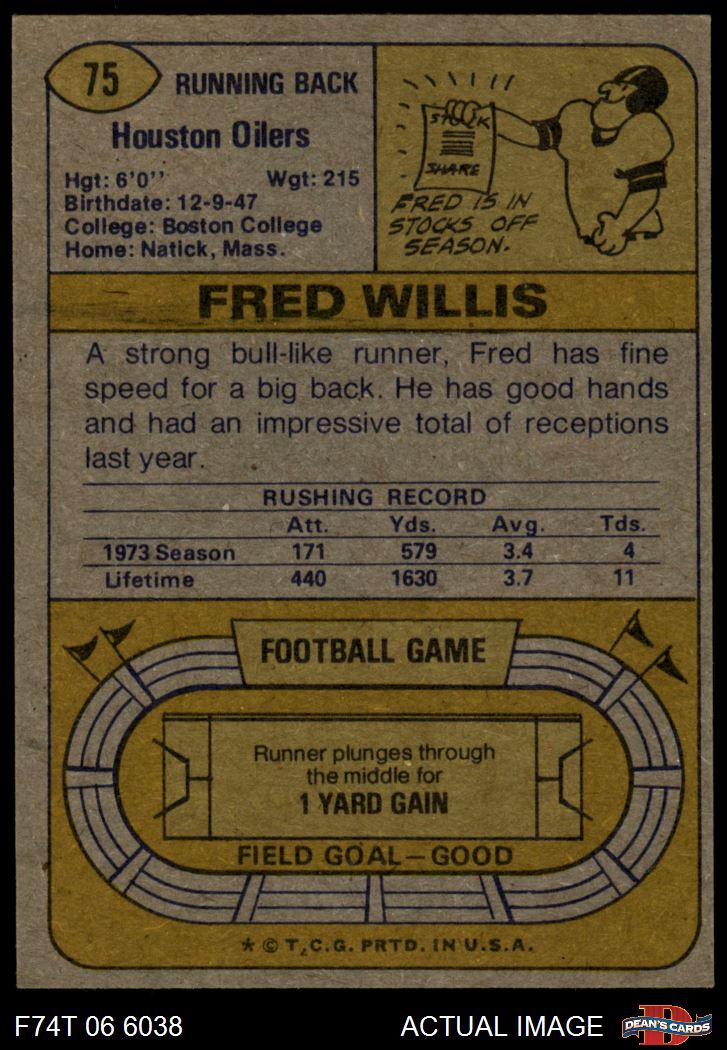 75
RUNNING BACK
Houston Oilers
Hgt: 6'0'' Wgt: 215
Birthdate: 12-9-47
College: Boston College
Home: Natick, Mass.
STOCK
SHARE
FRED IS IN
STOCKS OFF
SEASON.
FRED WILLIS
A strong bull-like runner, Fred has fine
speed for a big back. He has good hands
and had an impressive total of receptions
last year.
RUSHING RECORD
Att. Yds. Avg. Tds.
1973 Season 171 579 3.4 4
Lifetime 440 1630 3.7 11
FOOTBALL GAME
Runner plunges through
the middle for
1 YARD GAIN
FIELD GOAL—GOOD
* © T.C.G. PRTD. IN U.S.A.
F74T 06 6038 ACTUAL IMAGE
D
DEAN'S CARDS